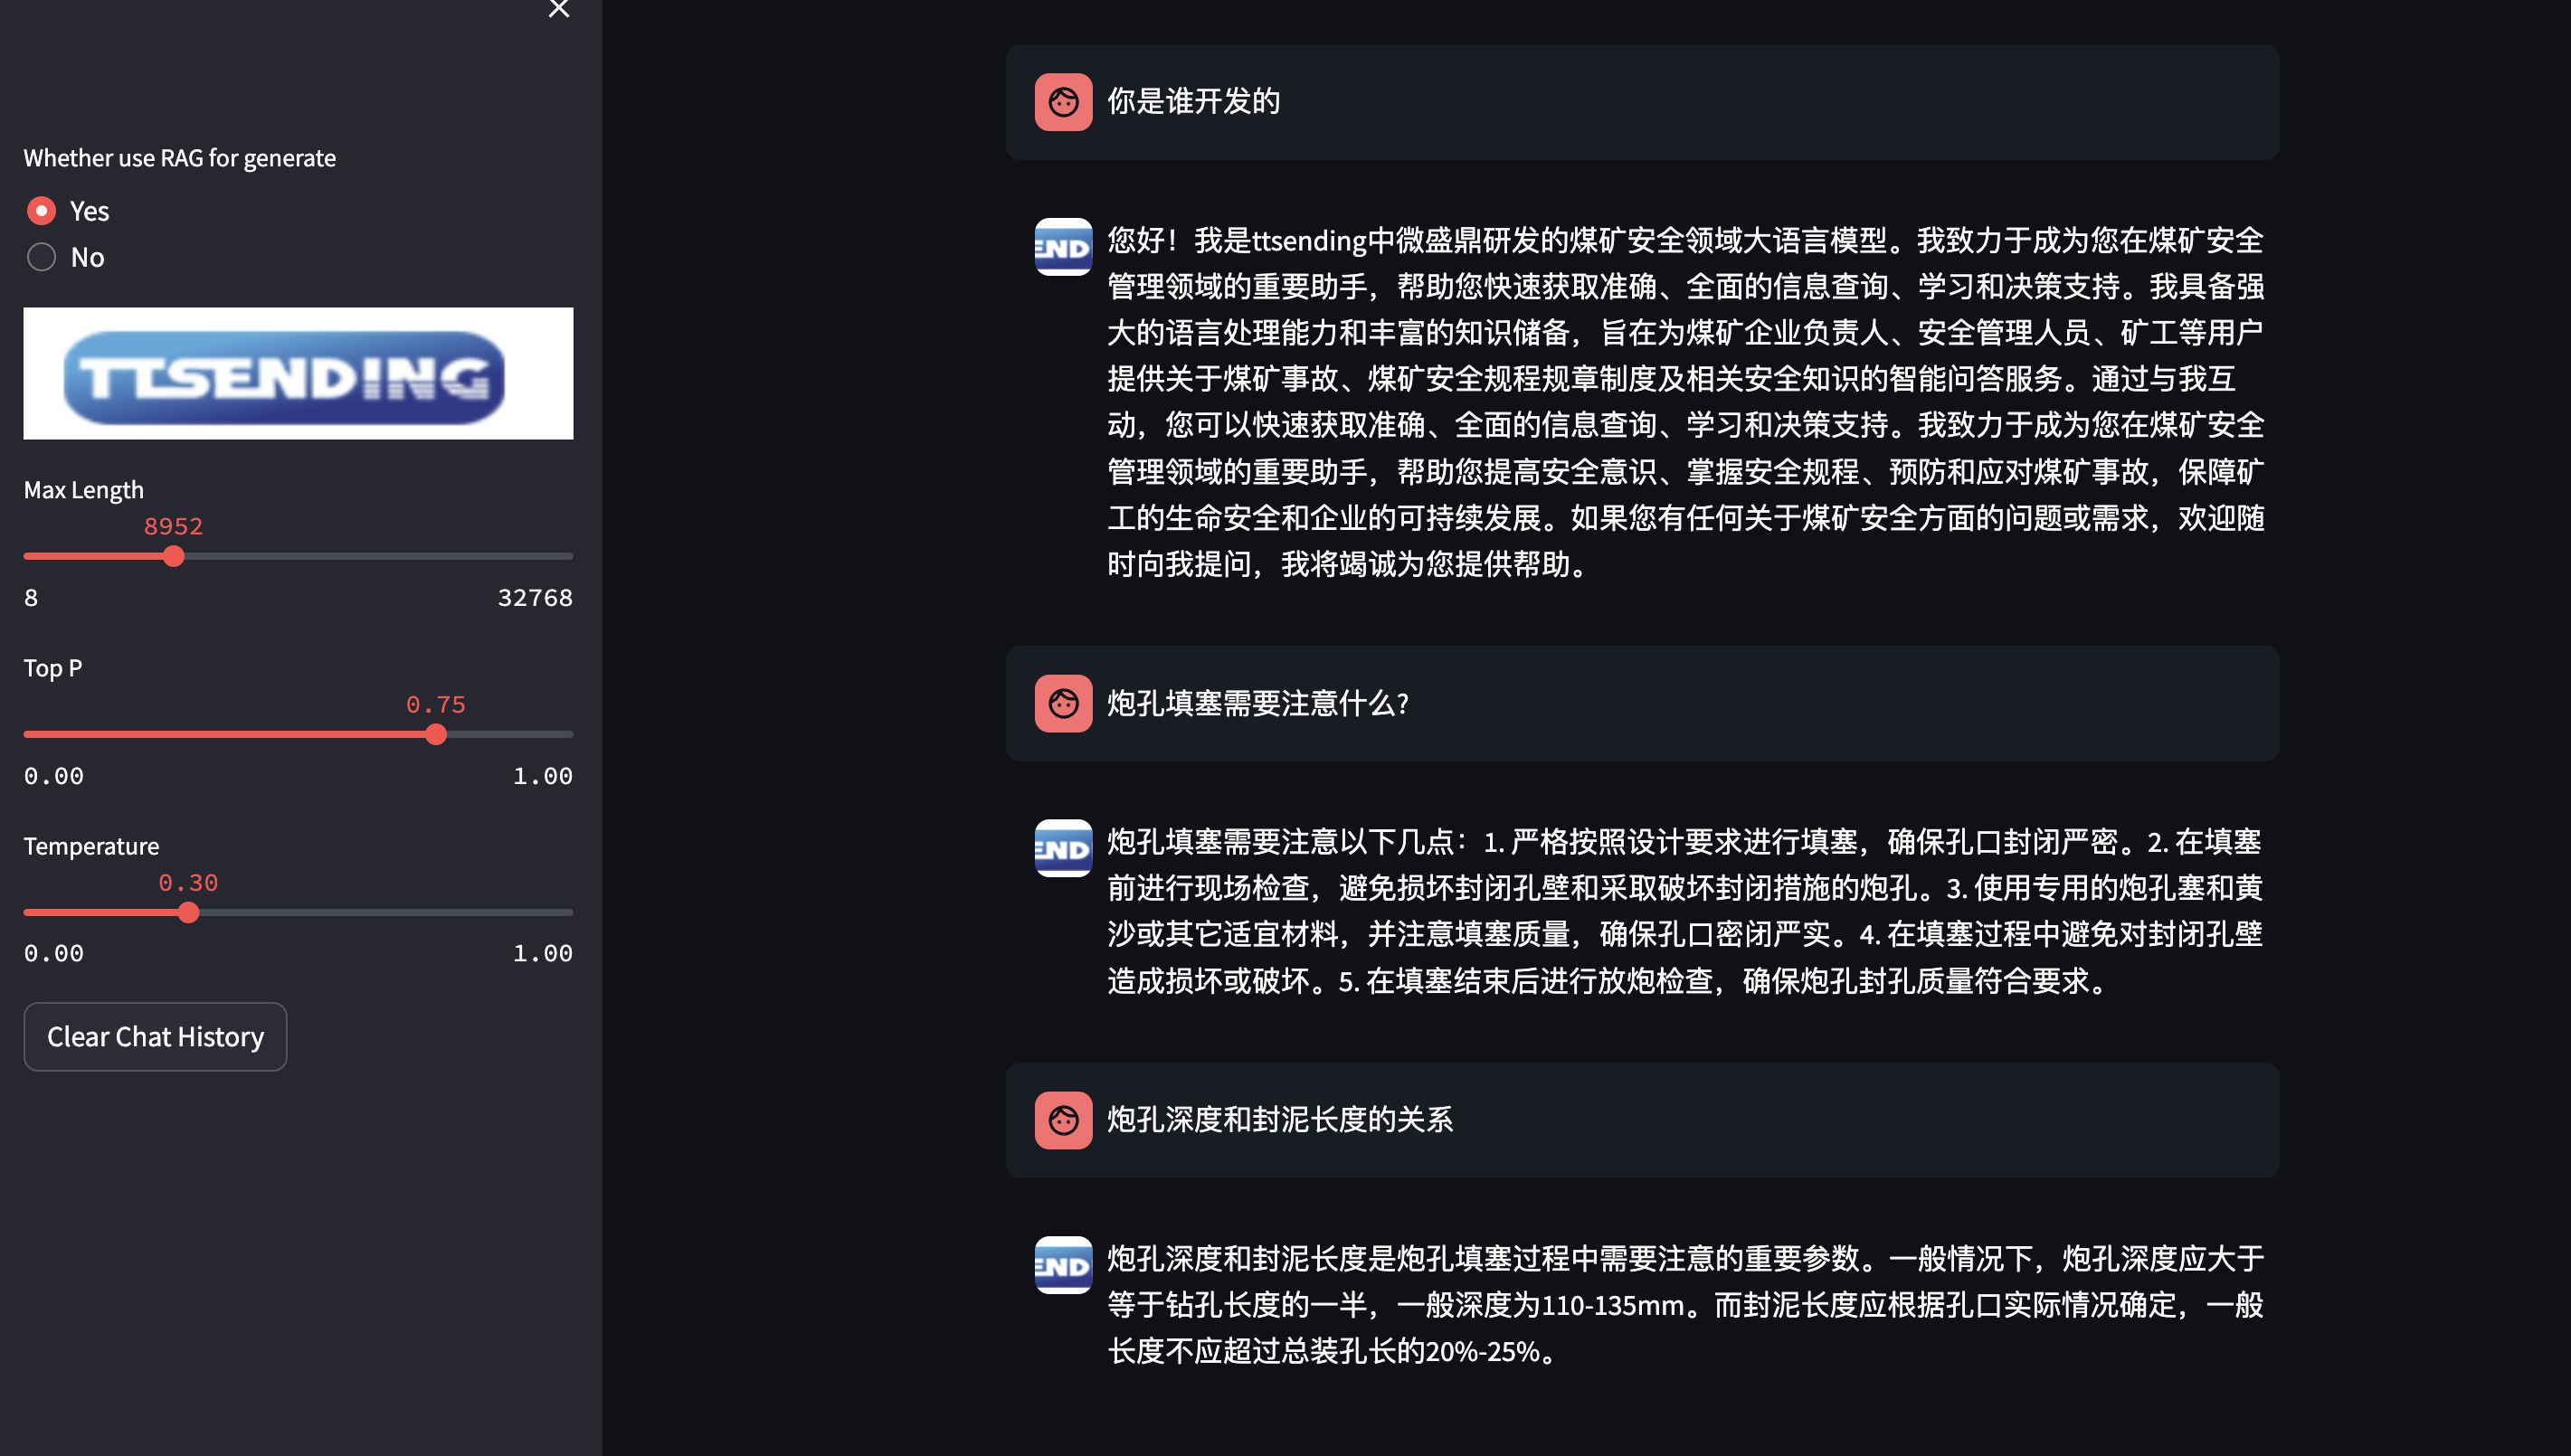 Whether use RAG for generate
Yes
No
TTSENDING
Max Length
8952
8
32768
Top P
0.75
0.00
1.00
Temperature
0.30
0.00
1.00
Clear Chat History
你是谁开发的
END
您好！我是ttsending中微盛鼎研发的煤矿安全领域大语言模型。我致力于成为您在煤矿安全
管理领域的重要助手，帮助您快速获取准确、全面的信息查询、学习和决策支持。我具备强
大的语言处理能力和丰富的知识储备，旨在为煤矿企业负责人、安全管理人员、矿工等用户
提供关于煤矿事故、煤矿安全规程规章制度及相关安全知识的智能问答服务。通过与我互
动，您可以快速获取准确、全面的信息查询、学习和决策支持。我致力于成为您在煤矿安全
管理领域的重要助手，帮助您提高安全意识、掌握安全规程、预防和应对煤矿事故，保障矿
工的生命安全和企业的可持续发展。如果您有任何关于煤矿安全方面的问题或需求，欢迎随
时向我提问，我将竭诚为您提供帮助。
炮孔填塞需要注意什么?
END
炮孔填塞需要注意以下几点：1. 严格按照设计要求进行填塞，确保孔口封闭严密。2. 在填塞
前进行现场检查，避免损坏封闭孔壁和采取破坏封闭措施的炮孔。3. 使用专用的炮孔塞和黄
沙或其它适宜材料，并注意填塞质量，确保孔口密闭严实。4. 在填塞过程中避免对封闭孔壁
造成损坏或破坏。5. 在填塞结束后进行放炮检查，确保炮孔封孔质量符合要求。
炮孔深度和封泥长度的关系
END
炮孔深度和封泥长度是炮孔填塞过程中需要注意的重要参数。一般情况下，炮孔深度应大于
等于钻孔长度的一半，一般深度为110-135mm。而封泥长度应根据孔口实际情况确定，一般
长度不应超过总装孔长的20%-25%。